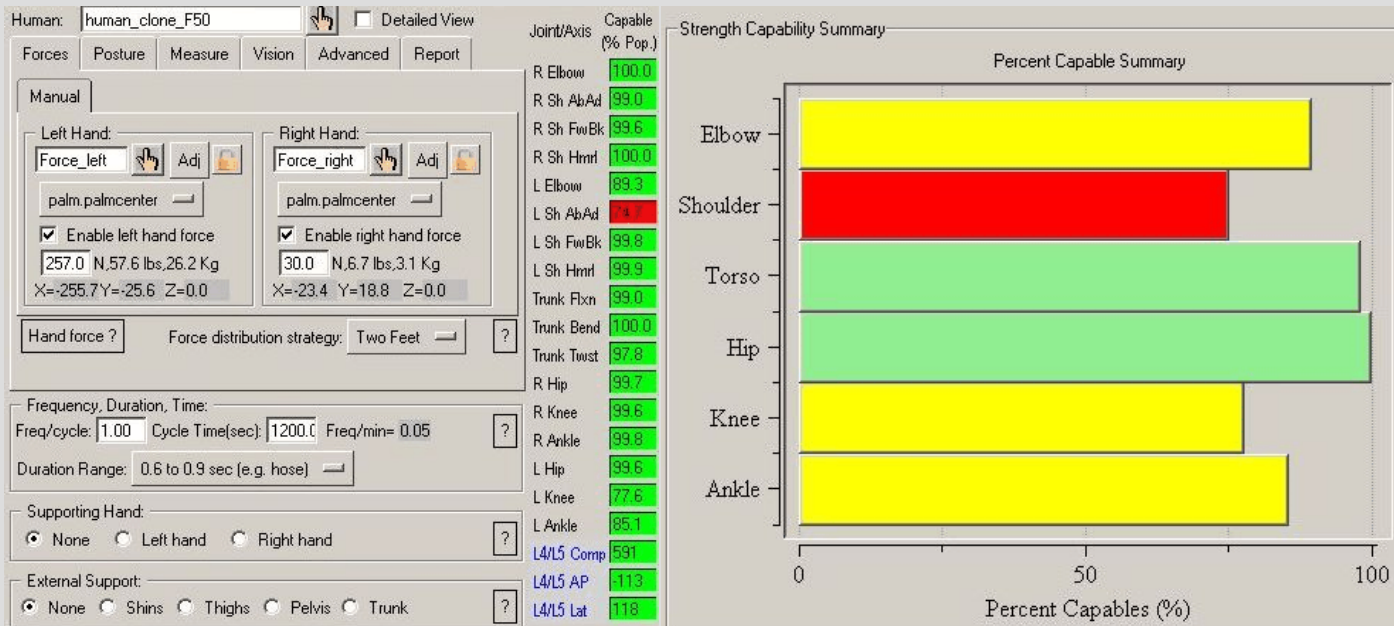 Human: human_clone_F50 Detailed View
Forces Posture Measure Vision Advanced Report
Manual
Left Hand:
Force_left Adj
palm.palmcenter
Enable left hand force
257.0 N,57.6 lbs,26.2 Kg
X=-255.7 Y=-25.6 Z=0.0
Right Hand:
Force_right Adj
palm.palmcenter
Enable right hand force
30.0 N,6.7 lbs,3.1 Kg
X=-23.4 Y=18.8 Z=0.0
Hand force ? Force distribution strategy: Two Feet ?
Frequency, Duration, Time:
Freq/cycle: 1.00 Cycle Time(sec): 1200.0 Freq/min= 0.05 ?
Duration Range: 0.6 to 0.9 sec (e.g. hose)
Supporting Hand:
None Left hand Right hand ?
External Support:
None Shins Thighs Pelvis Trunk ?
Joint/Axis Capable
(% Pop.)
R Elbow 100.0
R Sh AbAd 99.0
R Sh FwBk 99.6
R Sh Hmrl 100.0
L Elbow 89.3
L Sh AbAd 74.7
L Sh FwBk 99.8
L Sh Hmrl 99.9
Trunk Flxn 99.0
Trunk Bend 100.0
Trunk Twst 97.8
R Hip 99.7
R Knee 99.6
R Ankle 99.8
L Hip 99.6
L Knee 77.6
L Ankle 85.1
L4/L5 Comp 591
L4/L5 AP -113
L4/L5 Lat 118
Strength Capability Summary
Percent Capable Summary
Elbow
Shoulder
Torso
Hip
Knee
Ankle
0 50 100
Percent Capables (%)